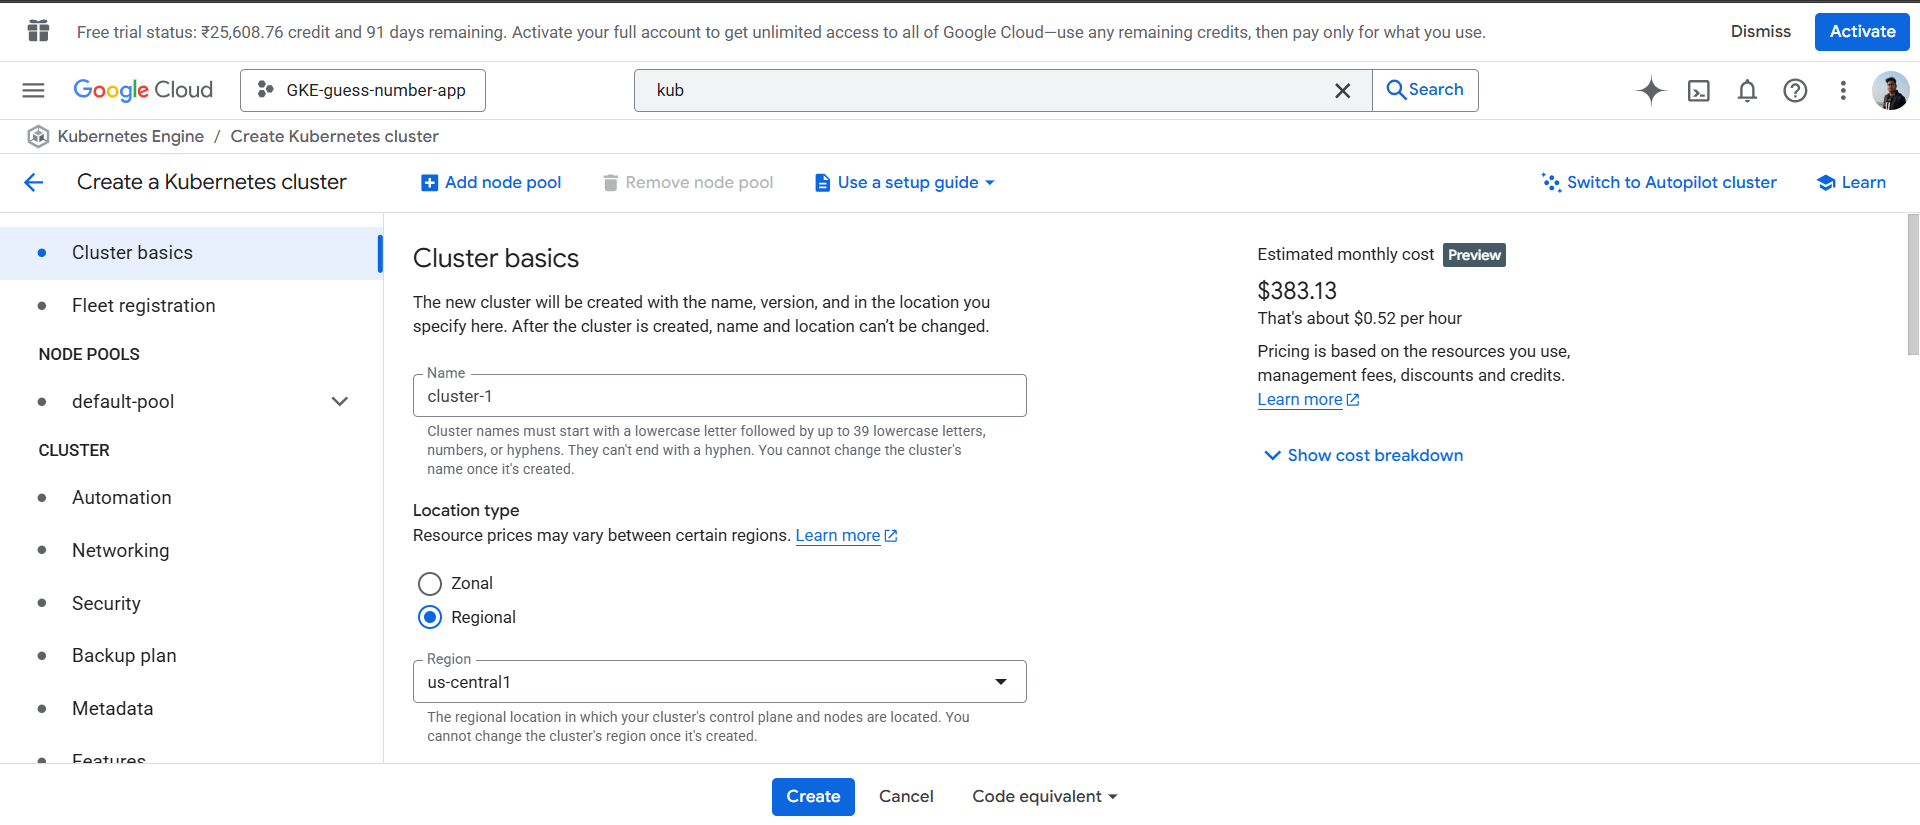 Free trial status: ₹25,608.76 credit and 91 days remaining. Activate your full account to get unlimited access to all of Google Cloud—use any remaining credits, then pay only for what you use.
Dismiss
Activate
Google Cloud
GKE-guess-number-app
kub
Search
Kubernetes Engine / Create Kubernetes cluster
Create a Kubernetes cluster
Add node pool
Remove node pool
Use a setup guide
Switch to Autopilot cluster
Learn
Cluster basics
Fleet registration
NODE POOLS
default-pool
CLUSTER
Automation
Networking
Security
Backup plan
Metadata
Features
Cluster basics
The new cluster will be created with the name, version, and in the location you
specify here. After the cluster is created, name and location can’t be changed.
Name
cluster-1
Cluster names must start with a lowercase letter followed by up to 39 lowercase letters,
numbers, or hyphens. They can't end with a hyphen. You cannot change the cluster's
name once it's created.
Location type
Resource prices may vary between certain regions. Learn more
Zonal
Regional
Region
us-central1
The regional location in which your cluster's control plane and nodes are located. You
cannot change the cluster's region once it's created.
Estimated monthly cost Preview
$383.13
That's about $0.52 per hour
Pricing is based on the resources you use,
management fees, discounts and credits.
Learn more
Show cost breakdown
Create
Cancel
Code equivalent